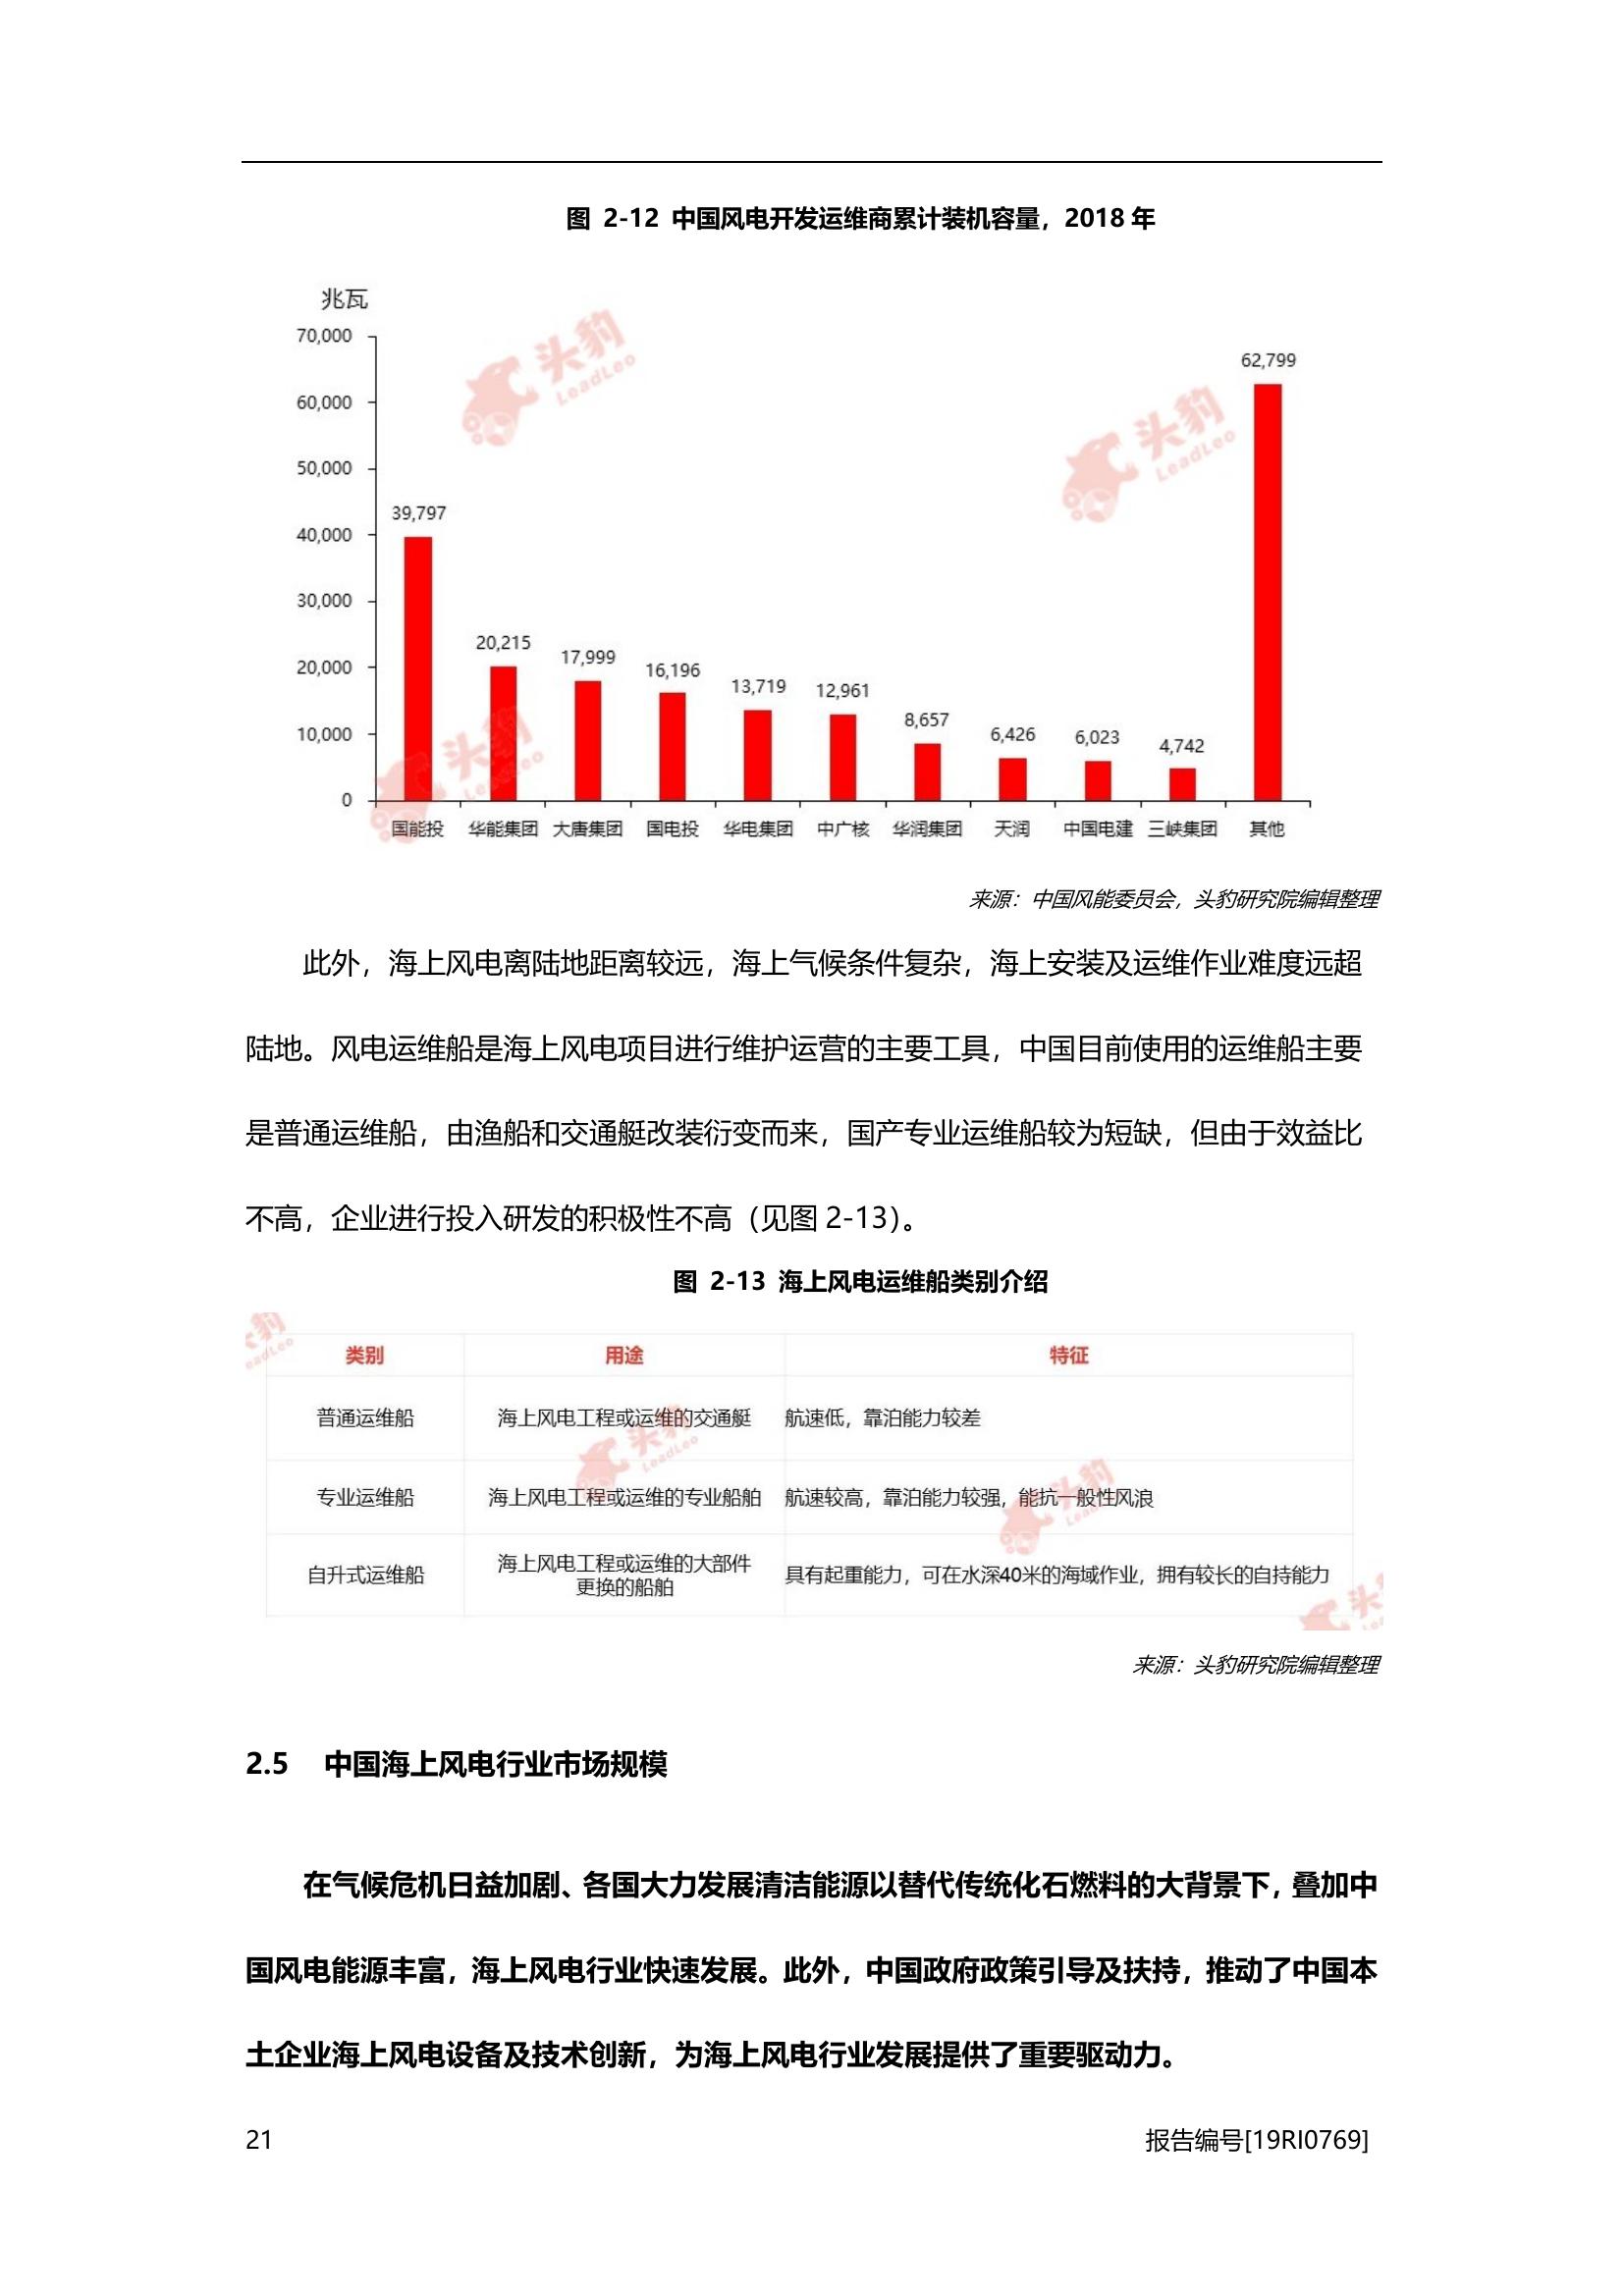 图 2-12 中国风电开发运维商累计装机容量，2018 年
兆瓦
70,000
60,000
50,000
40,000
30,000
20,000
10,000
0
39,797
20,215
17,999
16,196
13,719
12,961
8,657
6,426
6,023
4,742
62,799
国能投 华能集团 大唐集团 国电投 华电集团 中广核 华润集团 天润 中国电建 三峡集团 其他
头豹
LeadLeo
头豹
LeadLeo
头豹
LeadLeo
来源：中国风能委员会，头豹研究院编辑整理
此外，海上风电离陆地距离较远，海上气候条件复杂，海上安装及运维作业难度远超
陆地。风电运维船是海上风电项目进行维护运营的主要工具，中国目前使用的运维船主要
是普通运维船，由渔船和交通艇改装衍变而来，国产专业运维船较为短缺，但由于效益比
不高，企业进行投入研发的积极性不高（见图 2-13）。
图 2-13 海上风电运维船类别介绍
类别 用途 特征
普通运维船 海上风电工程或运维的交通艇 航速低，靠泊能力较差
专业运维船 海上风电工程或运维的专业船舶 航速较高，靠泊能力较强，能抗一般性风浪
自升式运维船 海上风电工程或运维的大部件
更换的船舶 具有起重能力，可在水深40米的海域作业，拥有较长的自持能力
头豹
LeadLeo
头豹
LeadLeo
来源：头豹研究院编辑整理
2.5 中国海上风电行业市场规模
在气候危机日益加剧、各国大力发展清洁能源以替代传统化石燃料的大背景下，叠加中
国风电能源丰富，海上风电行业快速发展。此外，中国政府政策引导及扶持，推动了中国本
土企业海上风电设备及技术创新，为海上风电行业发展提供了重要驱动力。
21 报告编号[19RI0769]